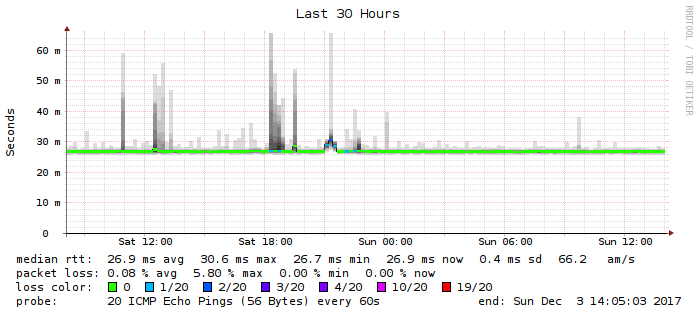 Last 30 Hours
RRDTOOL / TOBI OETIKER
Seconds
60 m
50 m
40 m
30 m
20 m
10 m
0
Sat 12:00 Sat 18:00 Sun 00:00 Sun 06:00 Sun 12:00
median rtt: 26.9 ms avg 30.6 ms max 26.7 ms min 26.9 ms now 0.4 ms sd 66.2 am/s
packet loss: 0.08 % avg 5.80 % max 0.00 % min 0.00 % now
loss color: 0 1/20 2/20 3/20 4/20 10/20 19/20
probe: 20 ICMP Echo Pings (56 Bytes) every 60s end: Sun Dec 3 14:05:03 2017